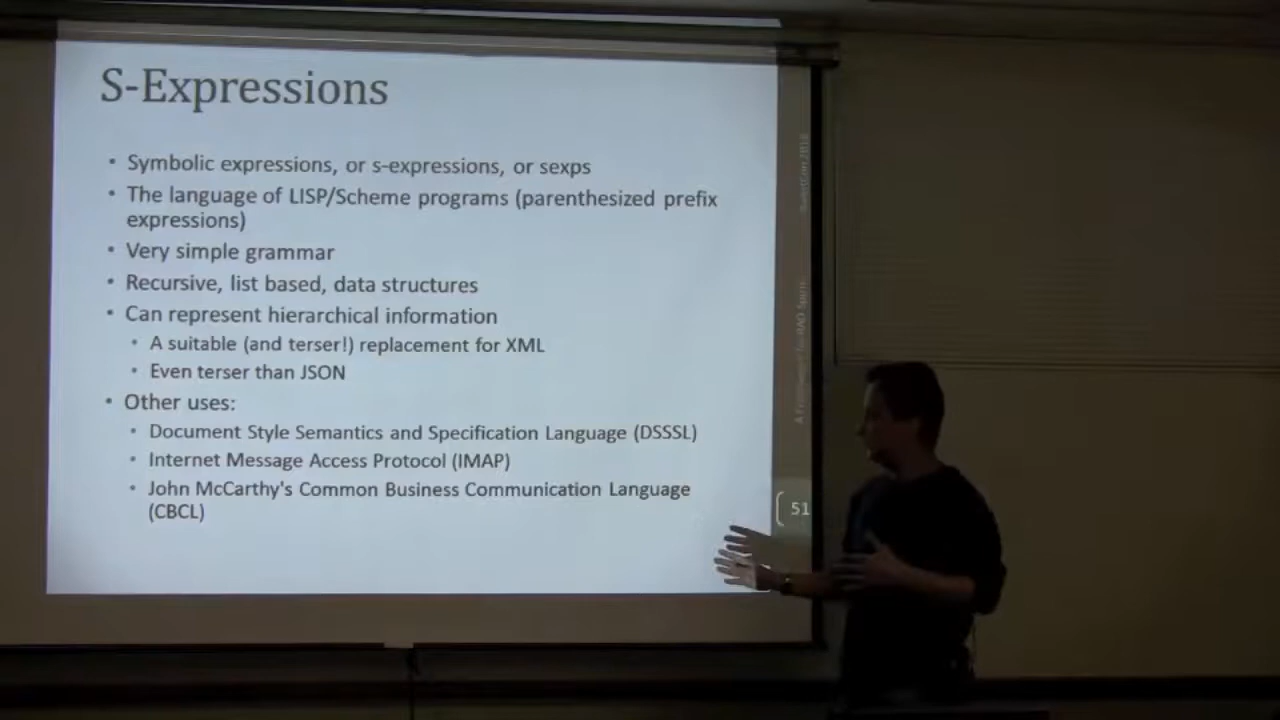 S-Expressions
• Symbolic expressions, or s-expressions, or sexps
• The language of LISP/Scheme programs (parenthesized prefix
expressions)
• Very simple grammar
• Recursive, list based, data structures
• Can represent hierarchical information
• A suitable (and terser!) replacement for XML
• Even terser than JSON
• Other uses:
• Document Style Semantics and Specification Language (DSSSL)
• Internet Message Access Protocol (IMAP)
• John McCarthy's Common Business Communication Language
(CBCL)
51